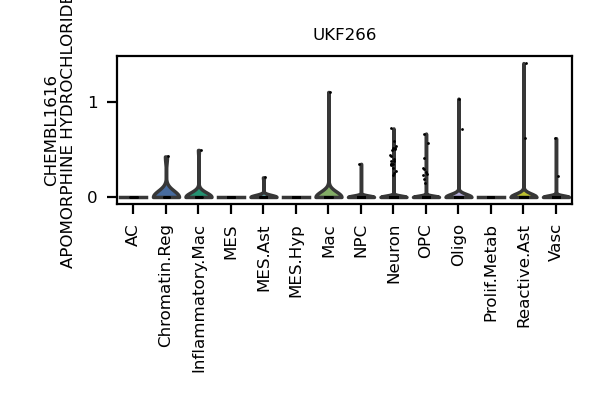 UKF266
CHEMBL1616
APOMORPHINE HYDROCHLORIDE
1
0
AC
Chromatin.Reg
Inflammatory.Mac
MES
MES.Ast
MES.Hyp
Mac
NPC
Neuron
OPC
Oligo
Prolif.Metab
Reactive.Ast
Vasc